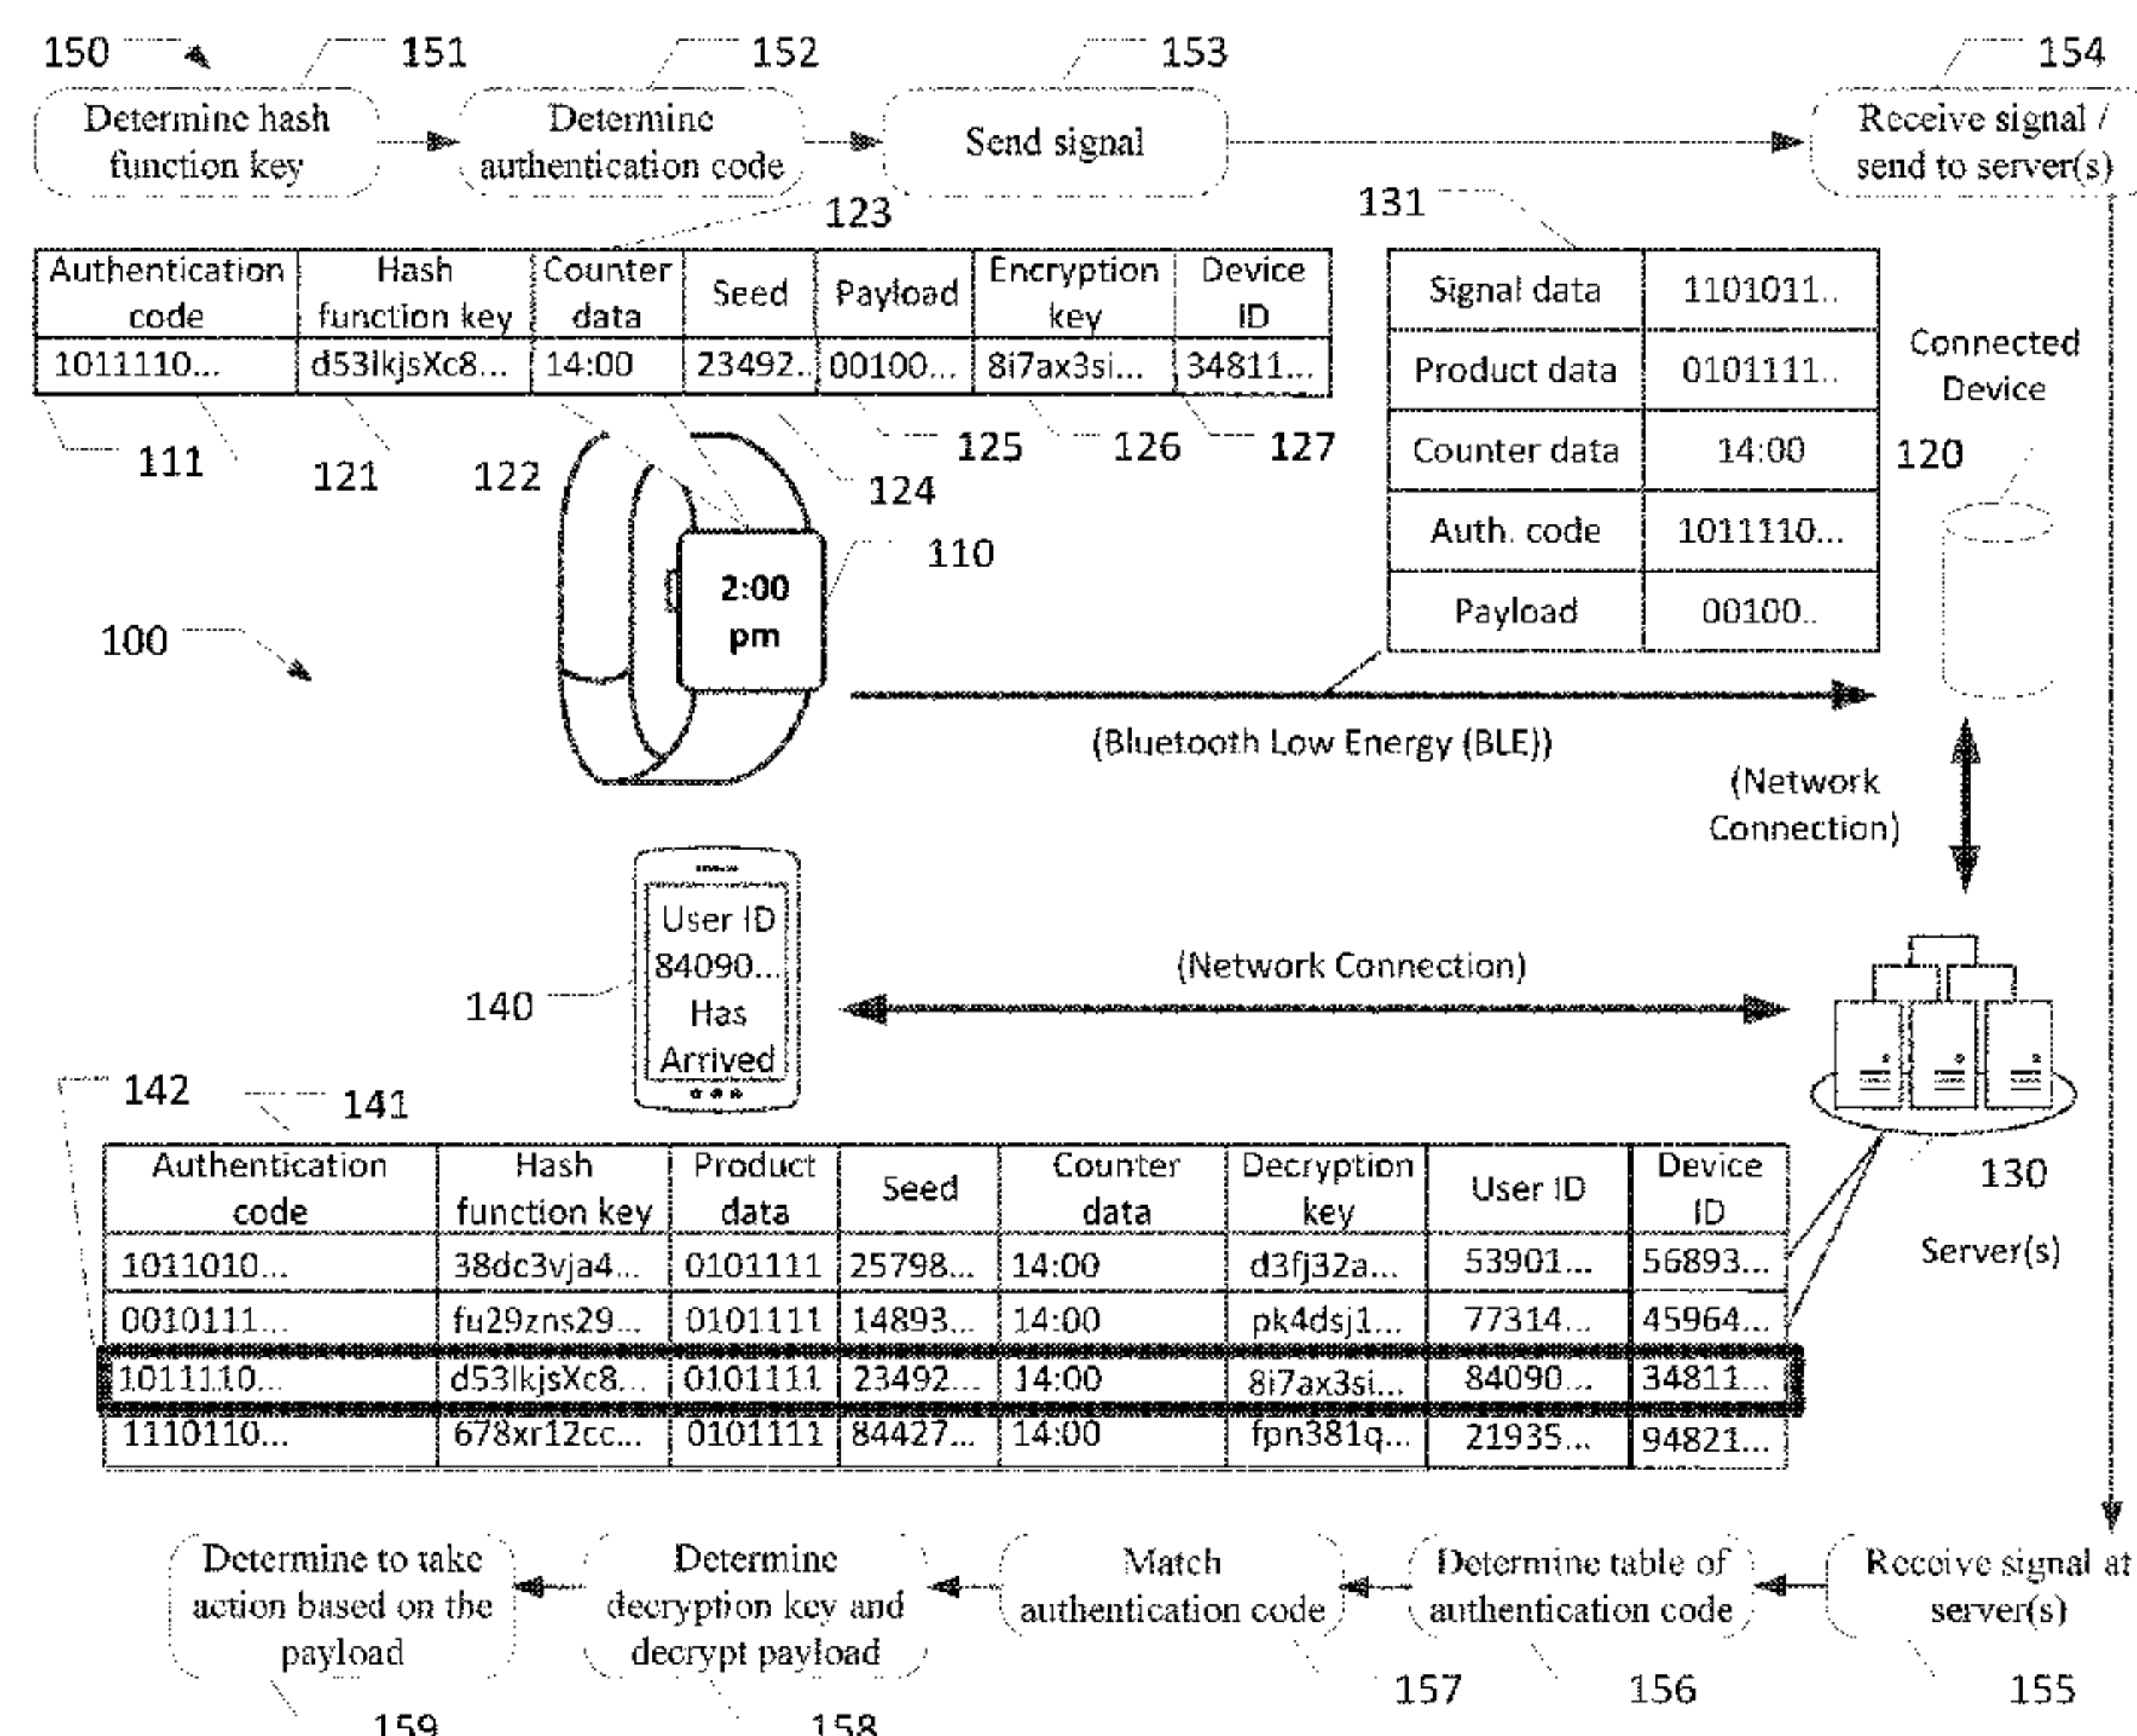 150
151
152
153
154
Determine hash
function key
Determine
authentication code
Send signal
Receive signal /
send to server(s)
123
131
Authentication
code
Hash
function key
Counter
data
Seed
Payload
Encryption
key
Device
ID
1011110...
d53lkjsXc8...
14:00
23492..
00100...
8i7ax3si...
34811...
Signal data
1101011..
Product data
0101111..
Counter data
14:00
Auth. code
1011110...
Payload
00100..
Connected
Device
120
111
121
122
124
125
126
127
110
2:00
pm
100
(Bluetooth Low Energy (BLE))
(Network
Connection)
User ID
84090...
Has
Arrived
140
(Network Connection)
142
141
130
Server(s)
Authentication
code
Hash
function key
Product
data
Seed
Counter
data
Decryption
key
User ID
Device
ID
1011010...
38dc3vja4...
0101111
25798...
14:00
d3fj32a...
53901...
56893...
0010111...
fu29zns29...
0101111
14893...
14:00
pk4dsj1...
77314...
45964...
1011110...
d53lkjsXc8...
0101111
23492...
14:00
8i7ax3si...
84090...
34811...
1110110...
678xr12cc...
0101111
84427...
14:00
fpn381q...
21935...
94821...
Determine to take
action based on the
payload
Determine
decryption key and
decrypt payload
Match
authentication code
Determine table of
authentication code
Receive signal at
server(s)
159
158
157
156
155